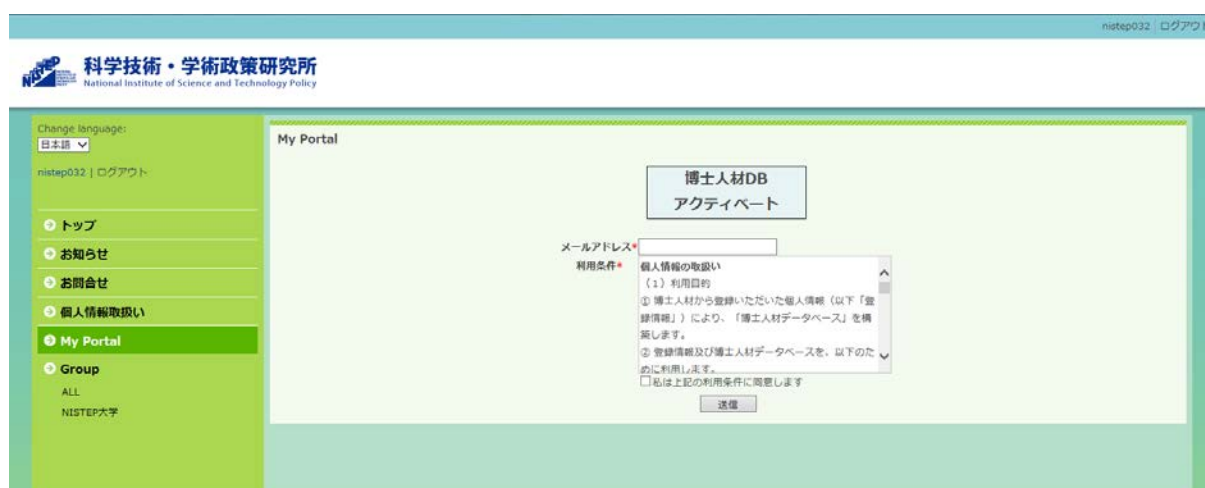 nistep032 ログアウト
NISTEP
科学技術・学術政策研究所
National Institute of Science and Technology Policy
Change language:
日本語
nistep032 | ログアウト
トップ
お知らせ
お問合せ
個人情報取扱い
My Portal
Group
ALL
NISTEP大学
My Portal
博士人材DB
アクティベート
メールアドレス*
利用条件*
個人情報の取扱い
（１）利用目的
① 博士人材から登録いただいた個人情報（以下「登
録情報」）により、「博士人材データベース」を構
築します。
② 登録情報及び博士人材データベースを、以下のた
めに利用します。
私は上記の利用条件に同意します
送信